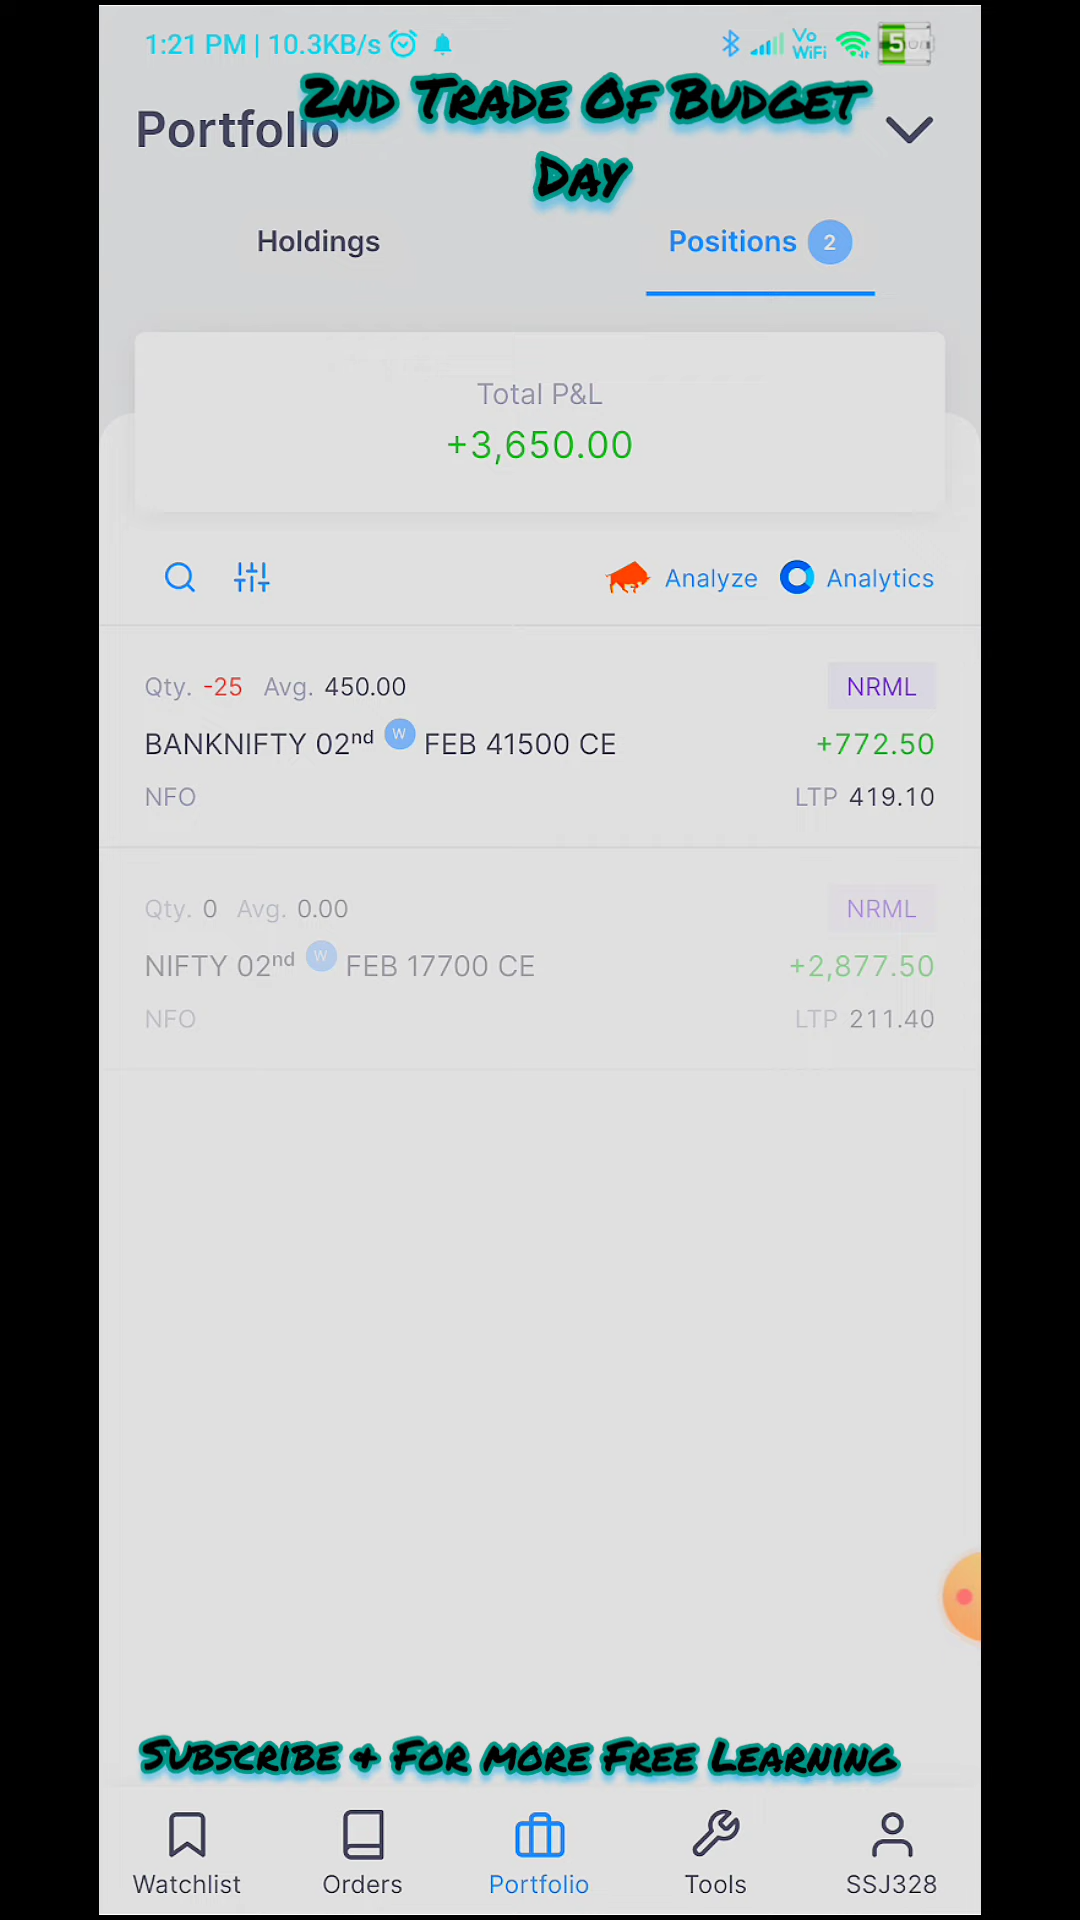 1:21 PM | 10.3KB/s Vo WiFi 5
2nd Trade Of Budget Day
Portfolio
Holdings Positions 2
Total P&L
+3,650.00
Analyze Analytics
Qty. -25 Avg. 450.00 NRML
BANKNIFTY 02nd W FEB 41500 CE +772.50
NFO LTP 419.10
Qty. 0 Avg. 0.00 NRML
NIFTY 02nd W FEB 17700 CE +2,877.50
NFO LTP 211.40
Subscribe & For more Free Learning
Watchlist Orders Portfolio Tools SSJ328